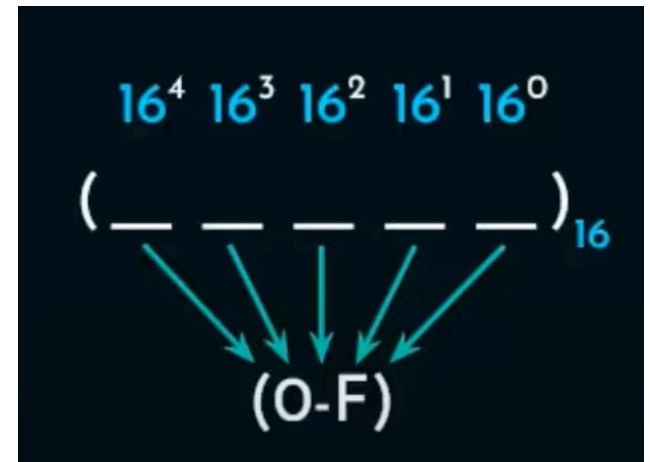 16⁴ 16³ 16² 16¹ 16⁰
(_ _ _ _ _)₁₆
(0-F)